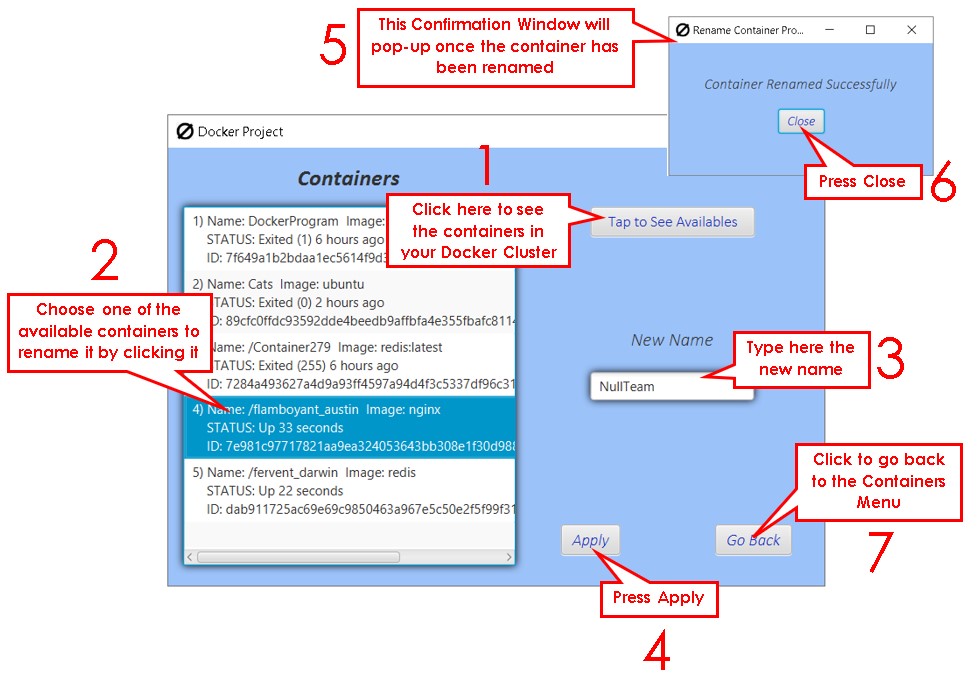 5
This Confirmation Window will
pop-up once the container has
been renamed
Rename Container Pro...
Container Renamed Successfully
Close
Press Close
6
Docker Project
Containers
1
Click here to see
the containers in
your Docker Cluster
Tap to See Availables
1) Name: DockerProgram Image:
STATUS: Exited (1) 6 hours ago
ID: 7f649a1b2bdaa1ec5614f9d3
2) Name: Cats Image: ubuntu
STATUS: Exited (0) 2 hours ago
ID: 89cfc0ffdc93592dde4beedb9affbfa4e355fbafc8114
2
Choose one of the
available containers to
rename it by clicking it
Name: /Container279 Image: redis:latest
STATUS: Exited (255) 6 hours ago
ID: 7284a493627a4d9a93ff4597a94d4f3c5337df96c31
4) Name: /flamboyant_austin Image: nginx
STATUS: Up 33 seconds
ID: 7e981c97717821aa9ea324053643bb308e1f30d988
5) Name: /fervent_darwin Image: redis
STATUS: Up 22 seconds
ID: dab911725ac69e69c9850463a967e5c50e2f5f99f31
New Name
Type here the
new name
3
NullTeam
Click to go back
to the Containers
Menu
7
Apply
Go Back
Press Apply
4